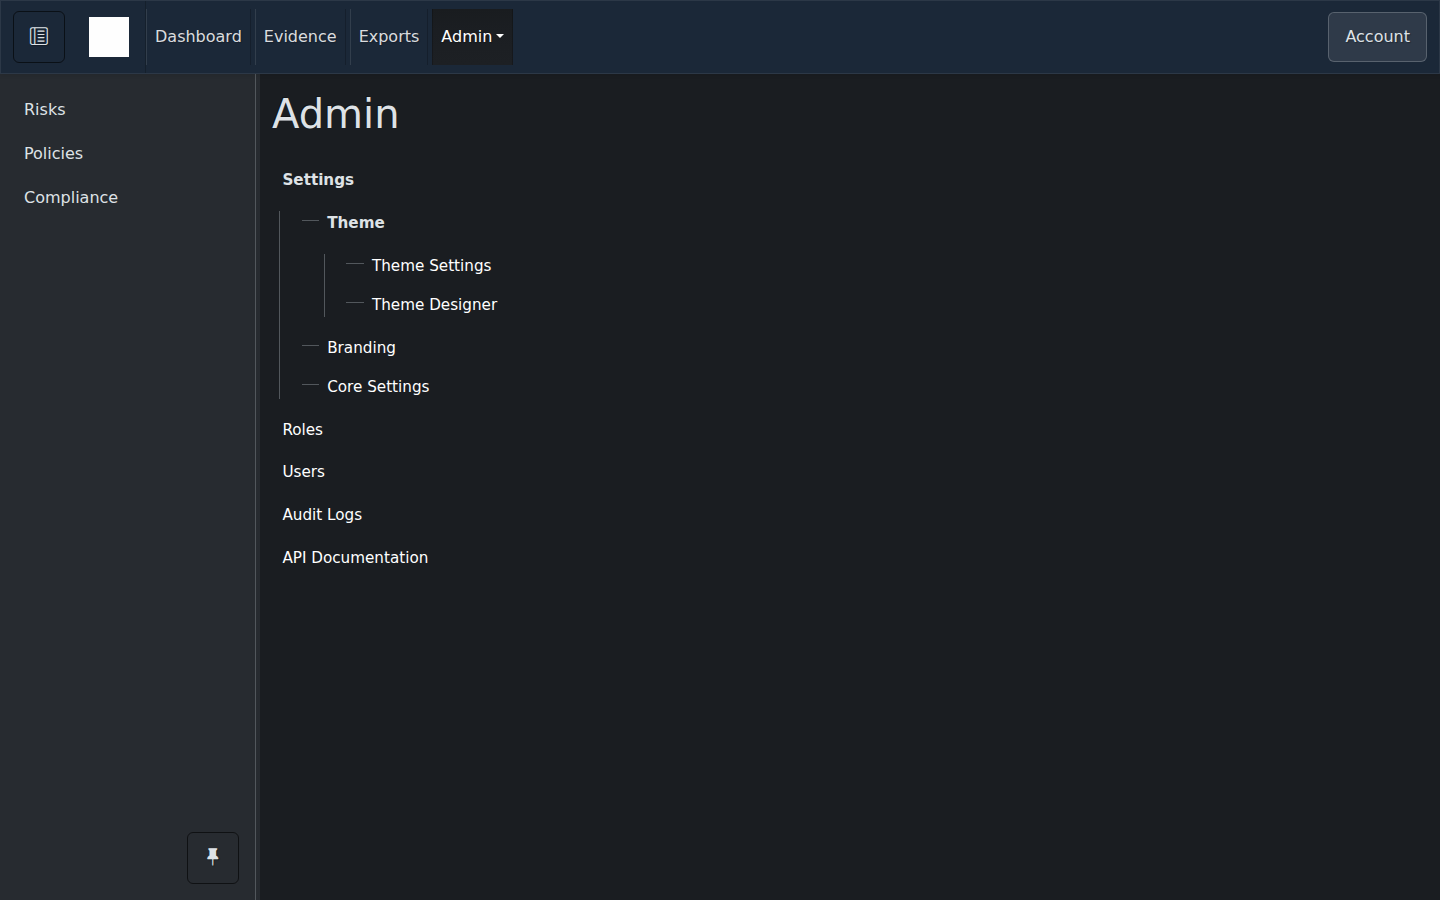 Dashboard
Evidence
Exports
Admin
Account
Risks
Policies
Compliance
Admin
Settings
Theme
Theme Settings
Theme Designer
Branding
Core Settings
Roles
Users
Audit Logs
API Documentation